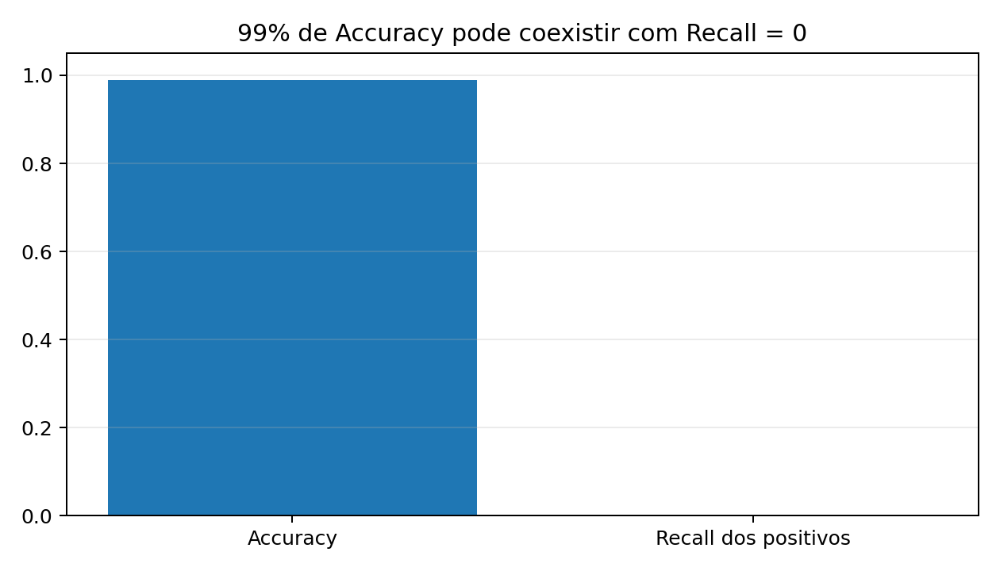 99% de Accuracy pode coexistir com Recall = 0
1.0
0.8
0.6
0.4
0.2
0.0
Accuracy
Recall dos positivos